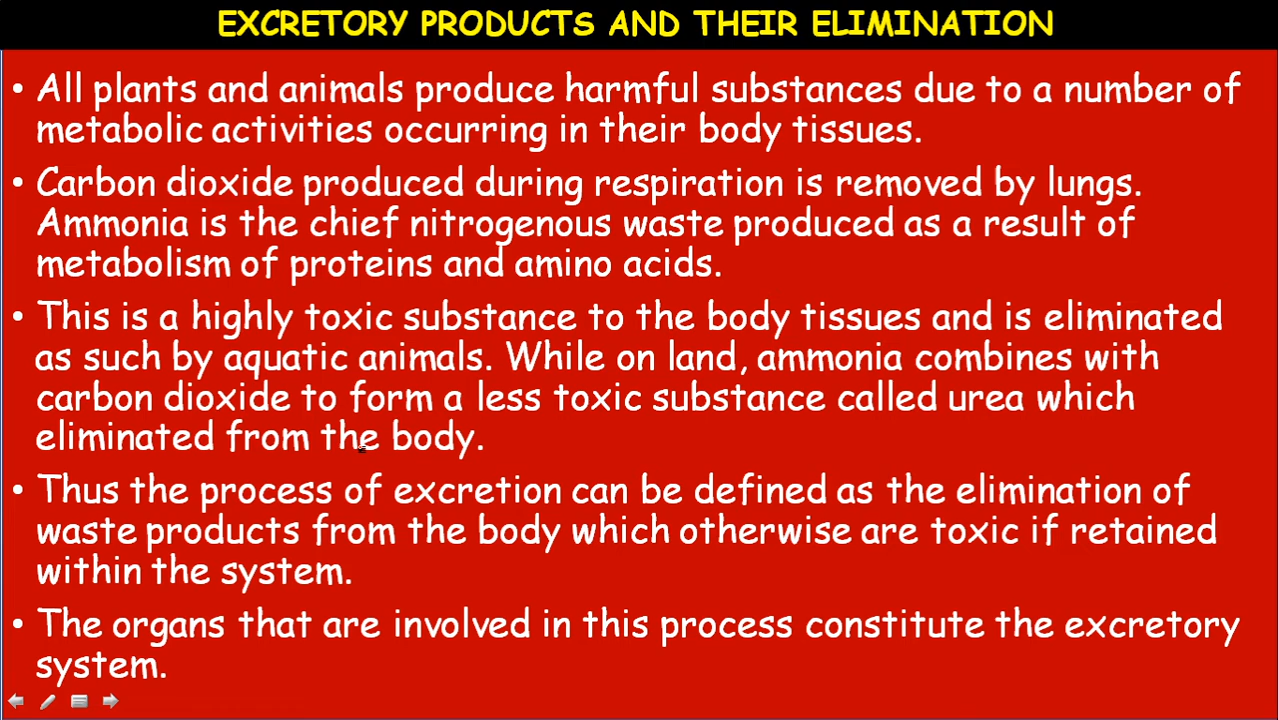 EXCRETORY PRODUCTS AND THEIR ELIMINATION
• All plants and animals produce harmful substances due to a number of
metabolic activities occurring in their body tissues.
• Carbon dioxide produced during respiration is removed by lungs.
Ammonia is the chief nitrogenous waste produced as a result of
metabolism of proteins and amino acids.
• This is a highly toxic substance to the body tissues and is eliminated
as such by aquatic animals. While on land, ammonia combines with
carbon dioxide to form a less toxic substance called urea which
eliminated from the body.
• Thus the process of excretion can be defined as the elimination of
waste products from the body which otherwise are toxic if retained
within the system.
• The organs that are involved in this process constitute the excretory
system.